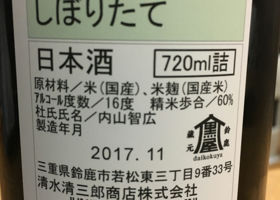 しぼりたて
日本酒 720ml詰
原材料／米(国産)、米麹(国産米)
アルコール度数／16度 精米歩合／60%
杜氏氏名／内山智広
製造年月
2017. 11
蔵元 鈴鹿
daikokuya
三重県鈴鹿市若松東三丁目9番33号
清水清三郎商店株式会社